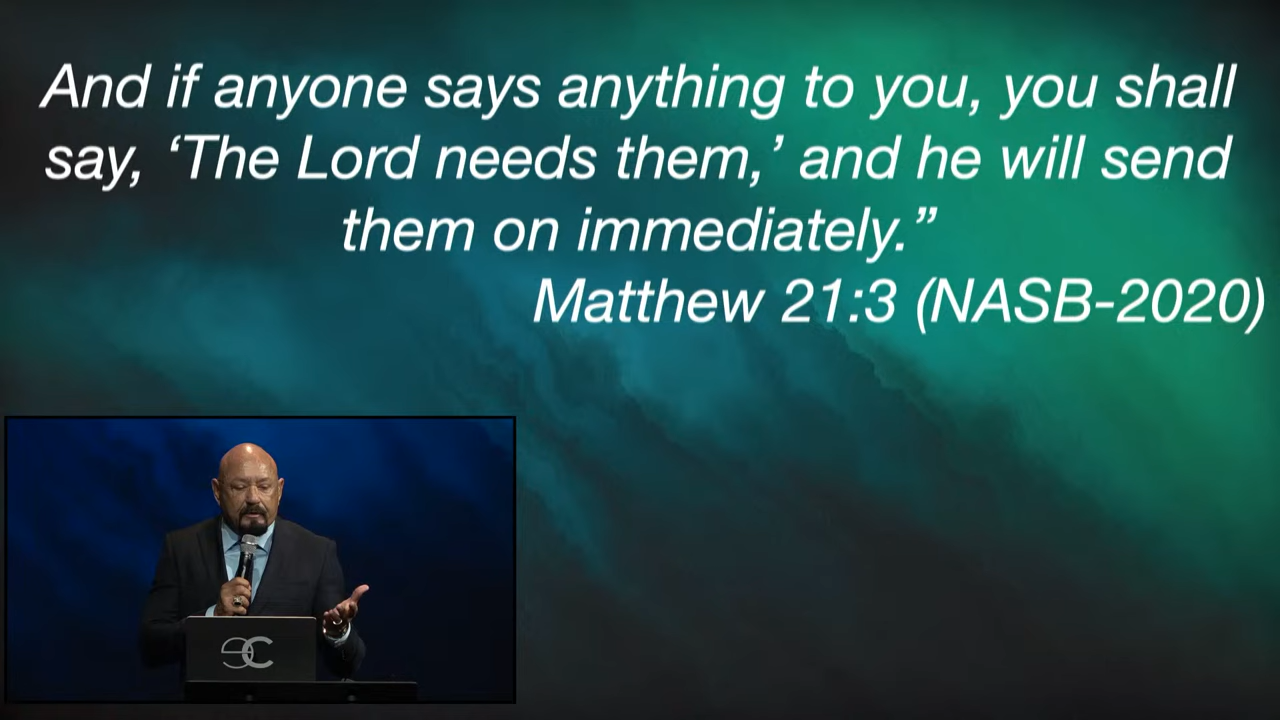 And if anyone says anything to you, you shall
say, ‘The Lord needs them,’ and he will send
them on immediately.”
Matthew 21:3 (NASB-2020)